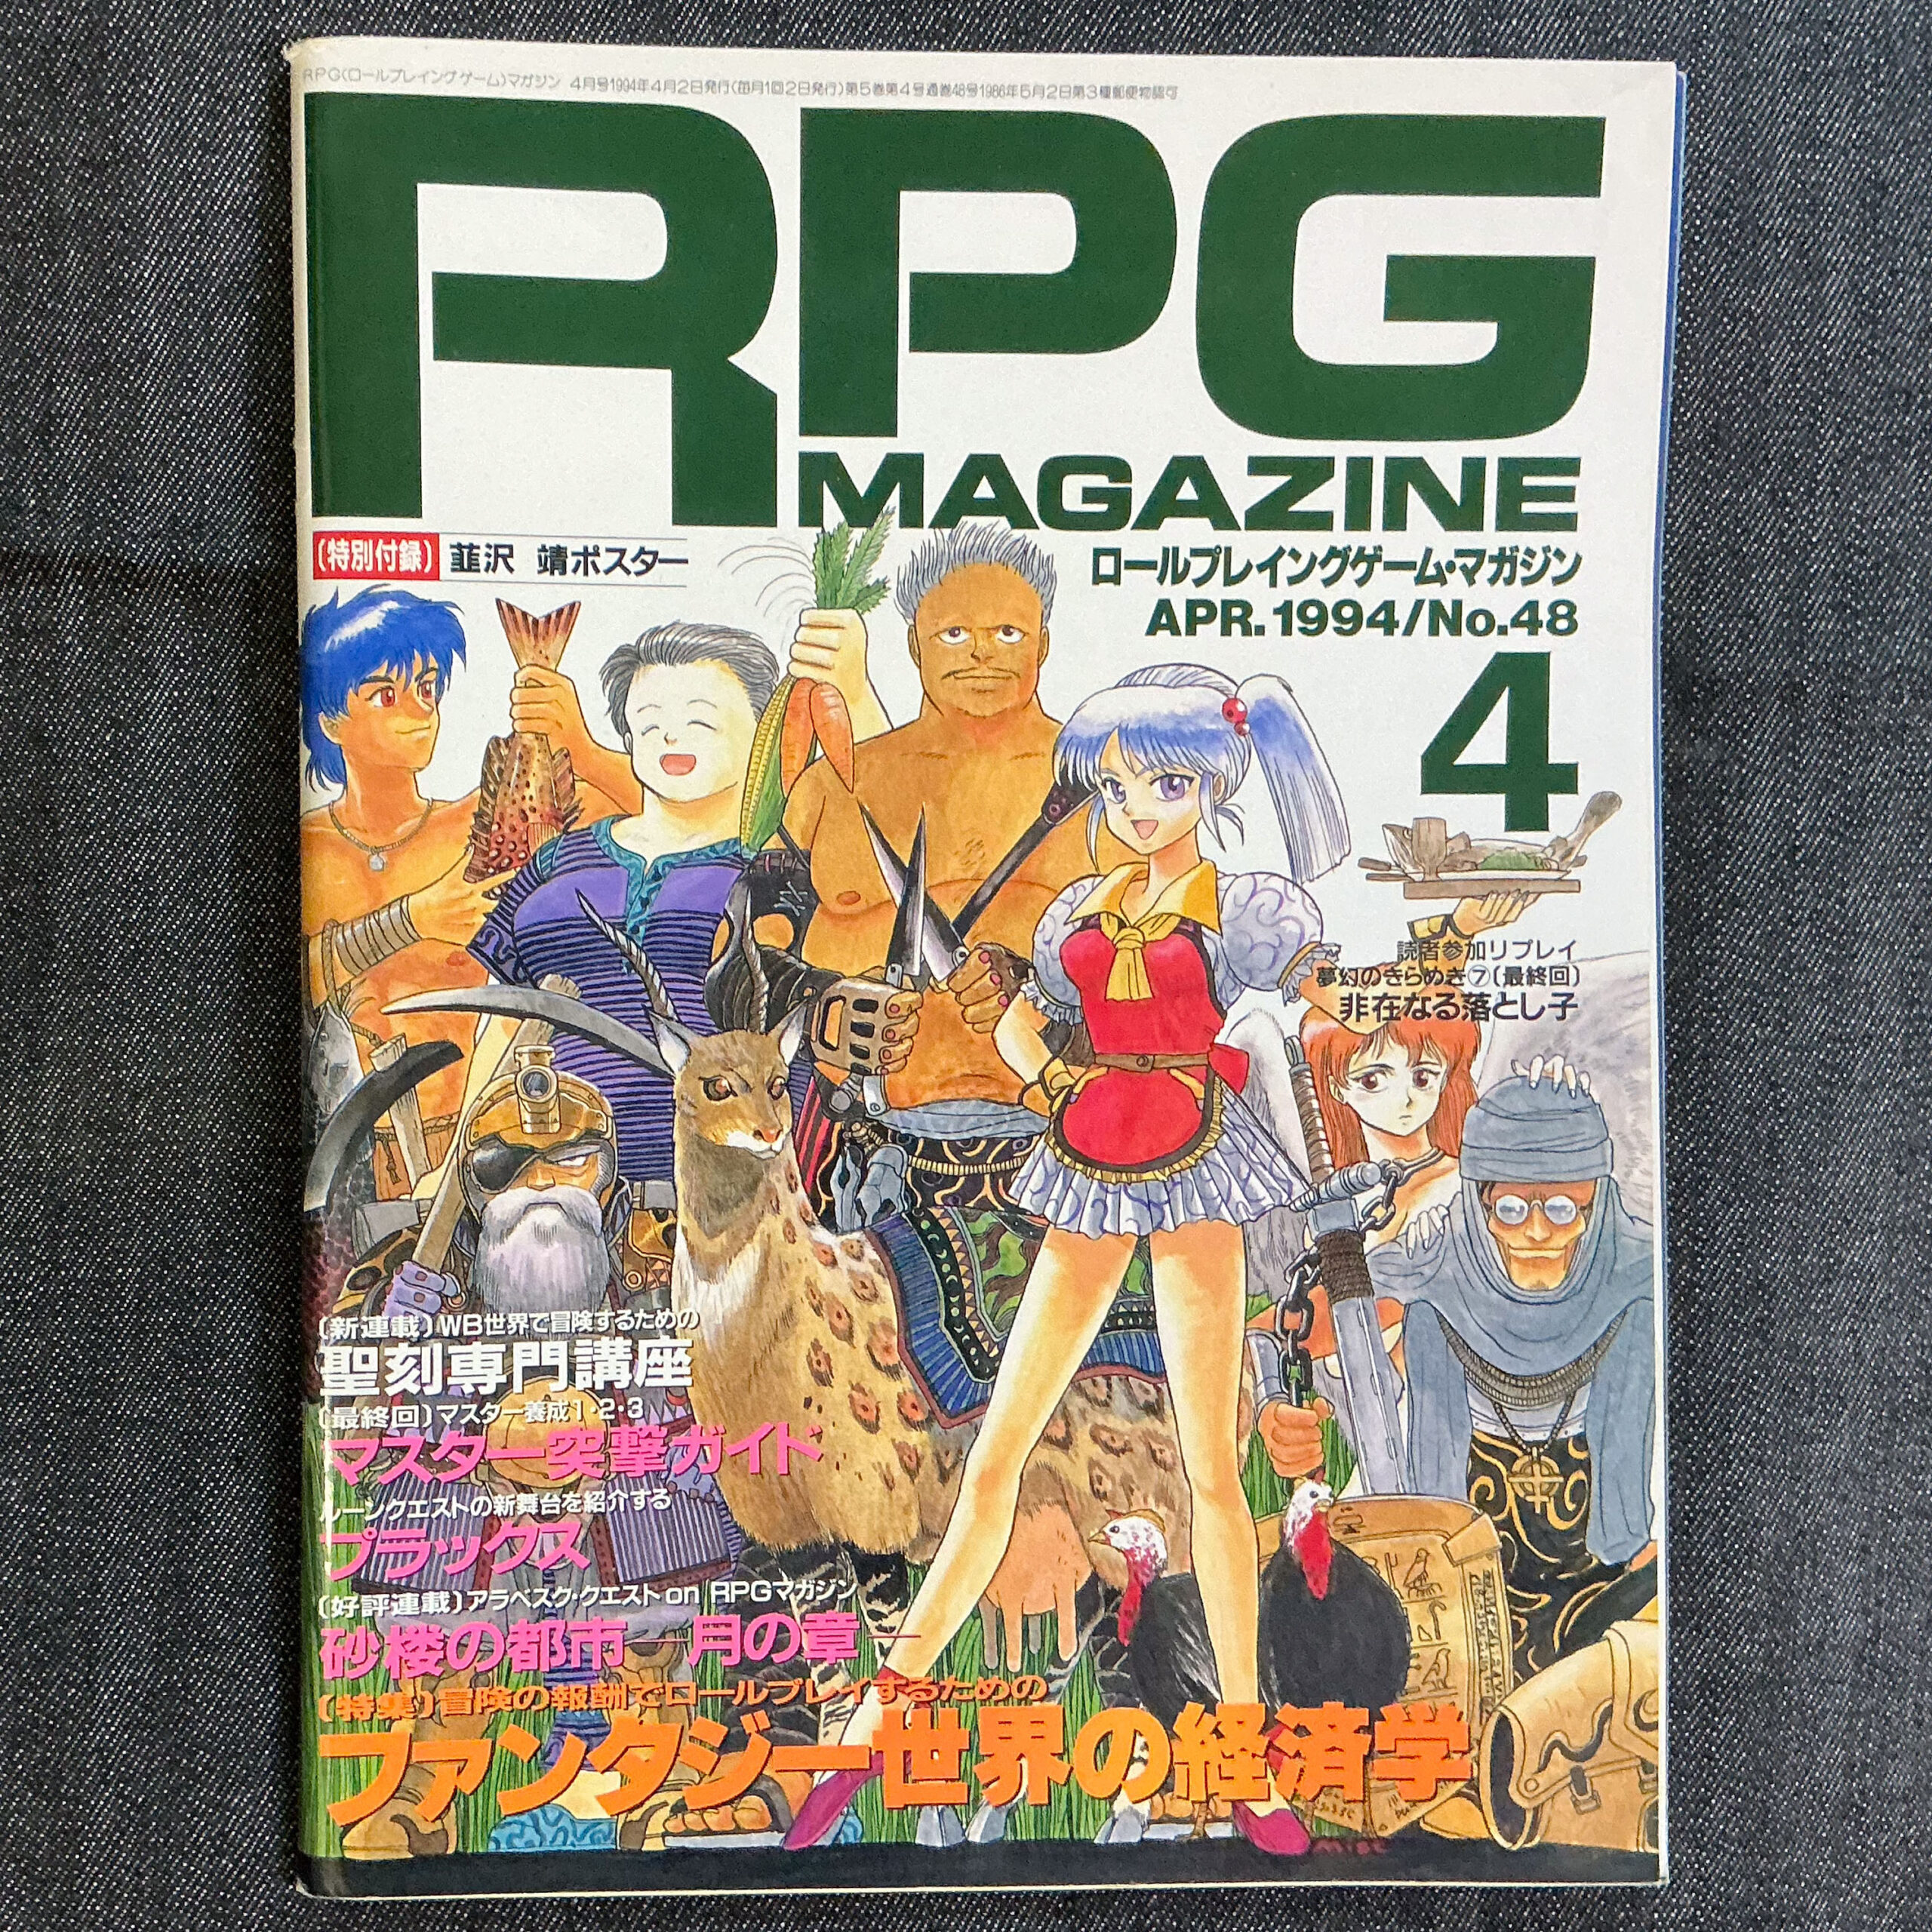 RPG(ロールプレイングゲーム)マガジン 4月号1994年4月2日発行(毎月1回2日発行)第5巻第4号通巻48号1986年5月2日第3種郵便物認可
RPG
MAGAZINE
ロールプレイングゲーム・マガジン
APR.1994/No.48
4
〔特別付録〕韮沢 靖ポスター
読者参加リプレイ
夢幻のきらめき⑦〔最終回〕
非在なる落とし子
〔新連載〕WB世界で冒険するための
聖刻専門講座
〔最終回〕マスター養成1・2・3
マスター突撃ガイド
ルーンクエストの新舞台を紹介する
プラックス
〔好評連載〕アラベスク・クエスト on RPGマガジン
砂楼の都市―月の章―
〔特集〕冒険の報酬でロールプレイするための
ファンタジー世界の経済学